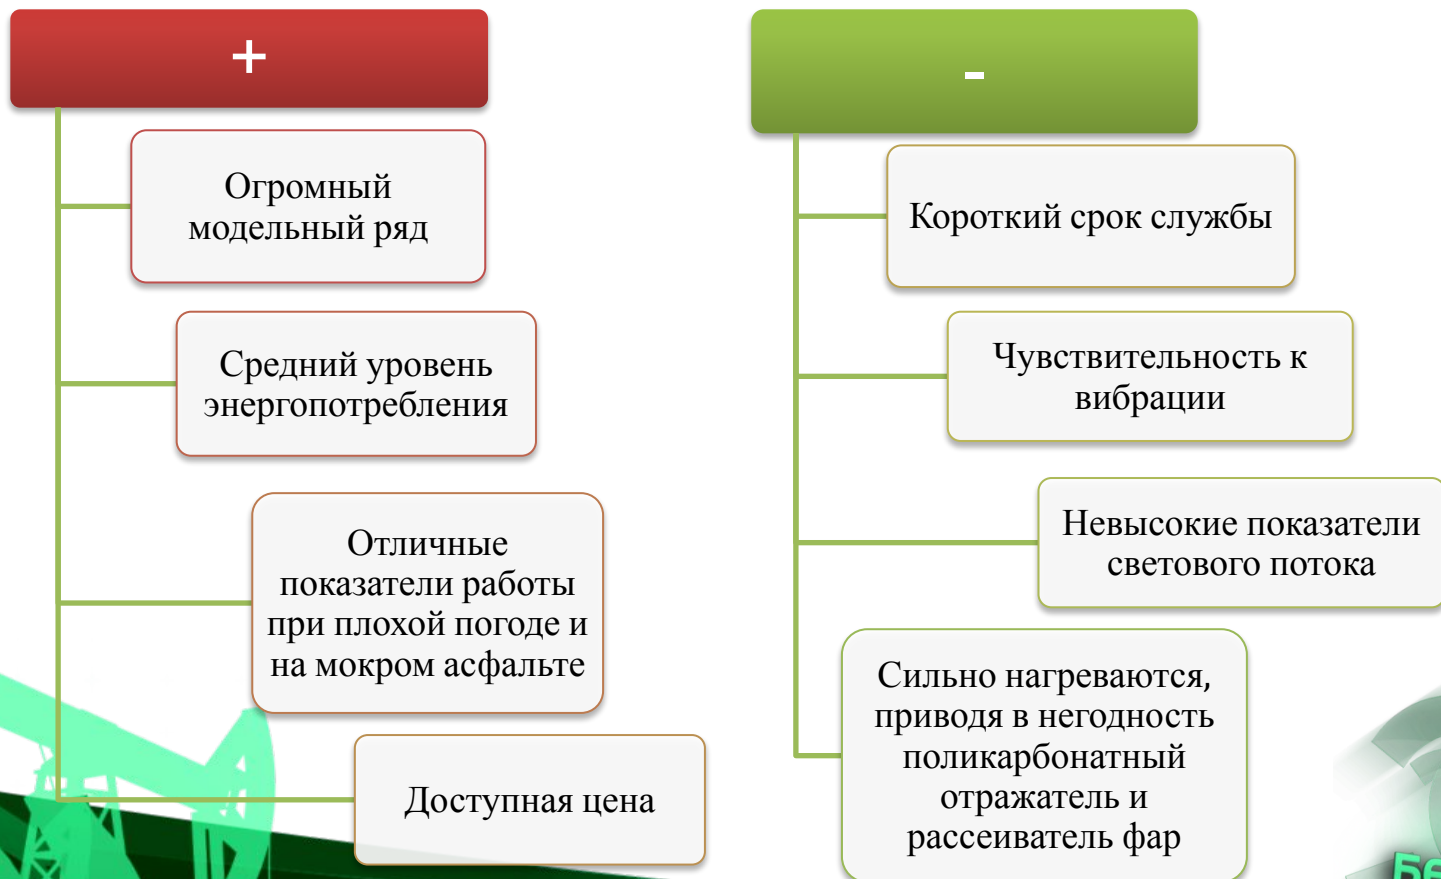 +
Огромный
модельный ряд
Средний уровень
энергопотребления
Отличные
показатели работы
при плохой погоде и
на мокром асфальте
Доступная цена
-
Короткий срок службы
Чувствительность к
вибрации
Невысокие показатели
светового потока
Сильно нагреваются,
приводя в негодность
поликарбонатный
отражатель и
рассеиватель фар